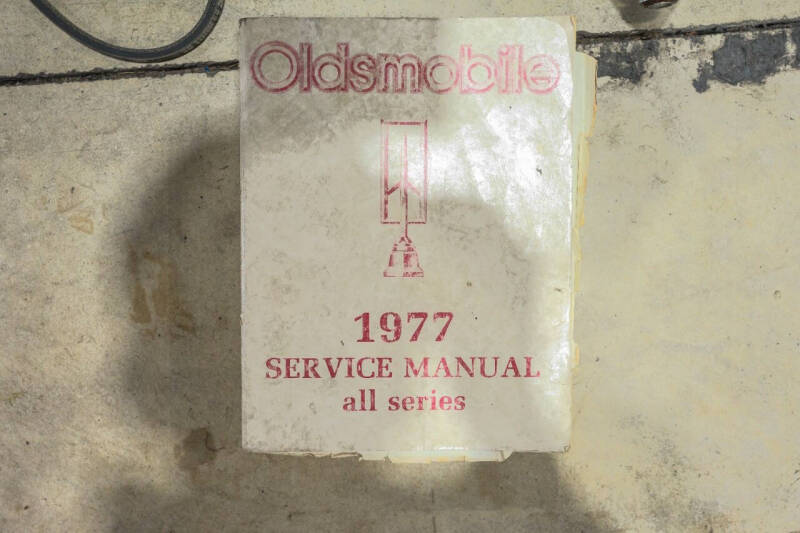 Oldsmobile
1977
SERVICE MANUAL
all series